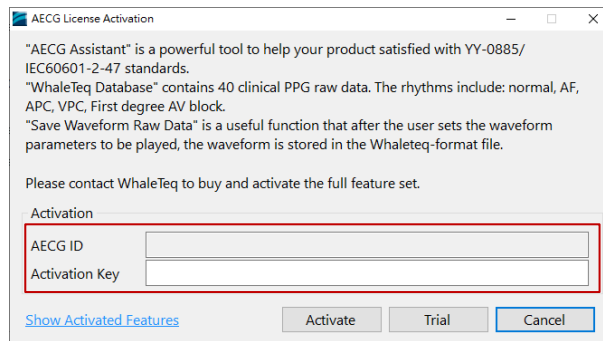 AECG License Activation
"AECG Assistant" is a powerful tool to help your product satisfied with YY-0885/
IEC60601-2-47 standards.
"WhaleTeq Database" contains 40 clinical PPG raw data. The rhythms include: normal, AF,
APC, VPC, First degree AV block.
"Save Waveform Raw Data" is a useful function that after the user sets the waveform
parameters to be played, the waveform is stored in the Whaleteq-format file.
Please contact WhaleTeq to buy and activate the full feature set.
Activation
AECG ID
Activation Key
Show Activated Features Activate Trial Cancel